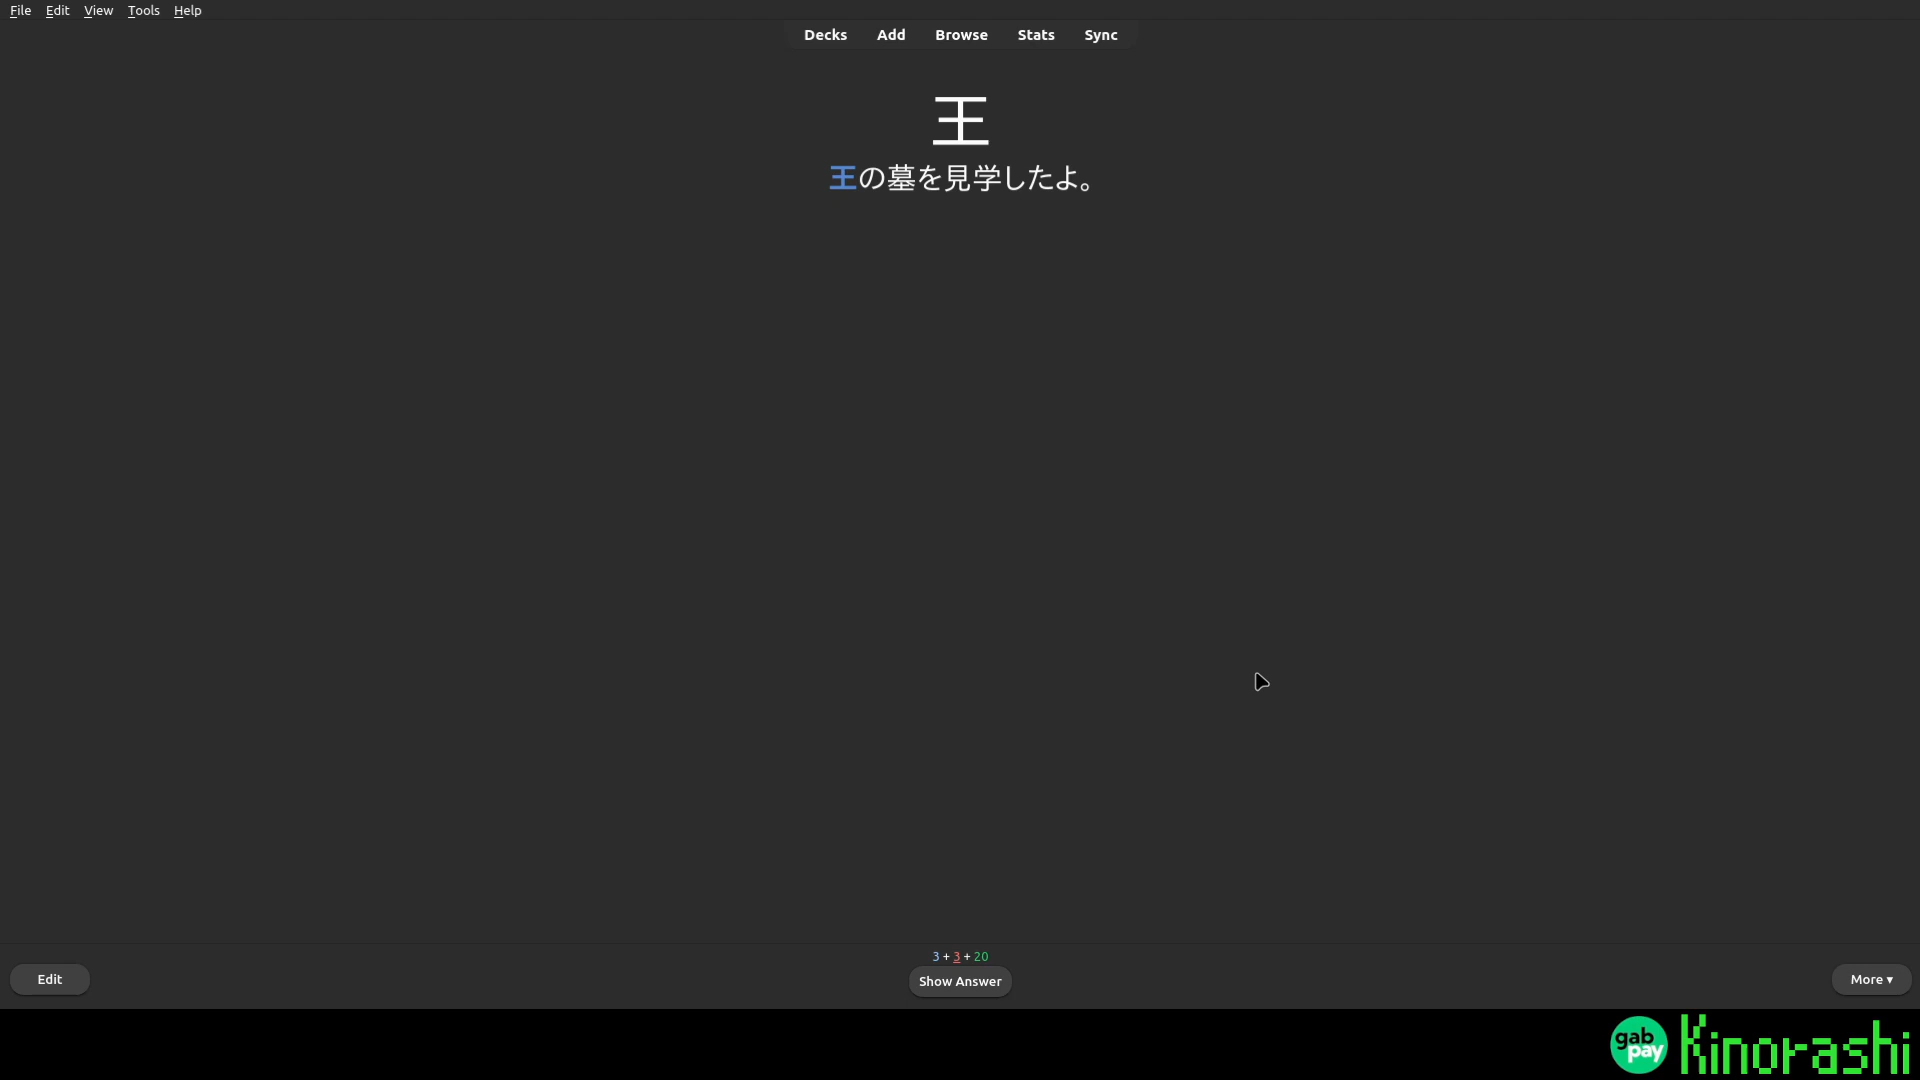 File Edit View Tools Help
Decks Add Browse Stats Sync
王
王の墓を見学したよ。
3 + 3 + 20
Edit Show Answer More ▾
gab pay Kinorashi